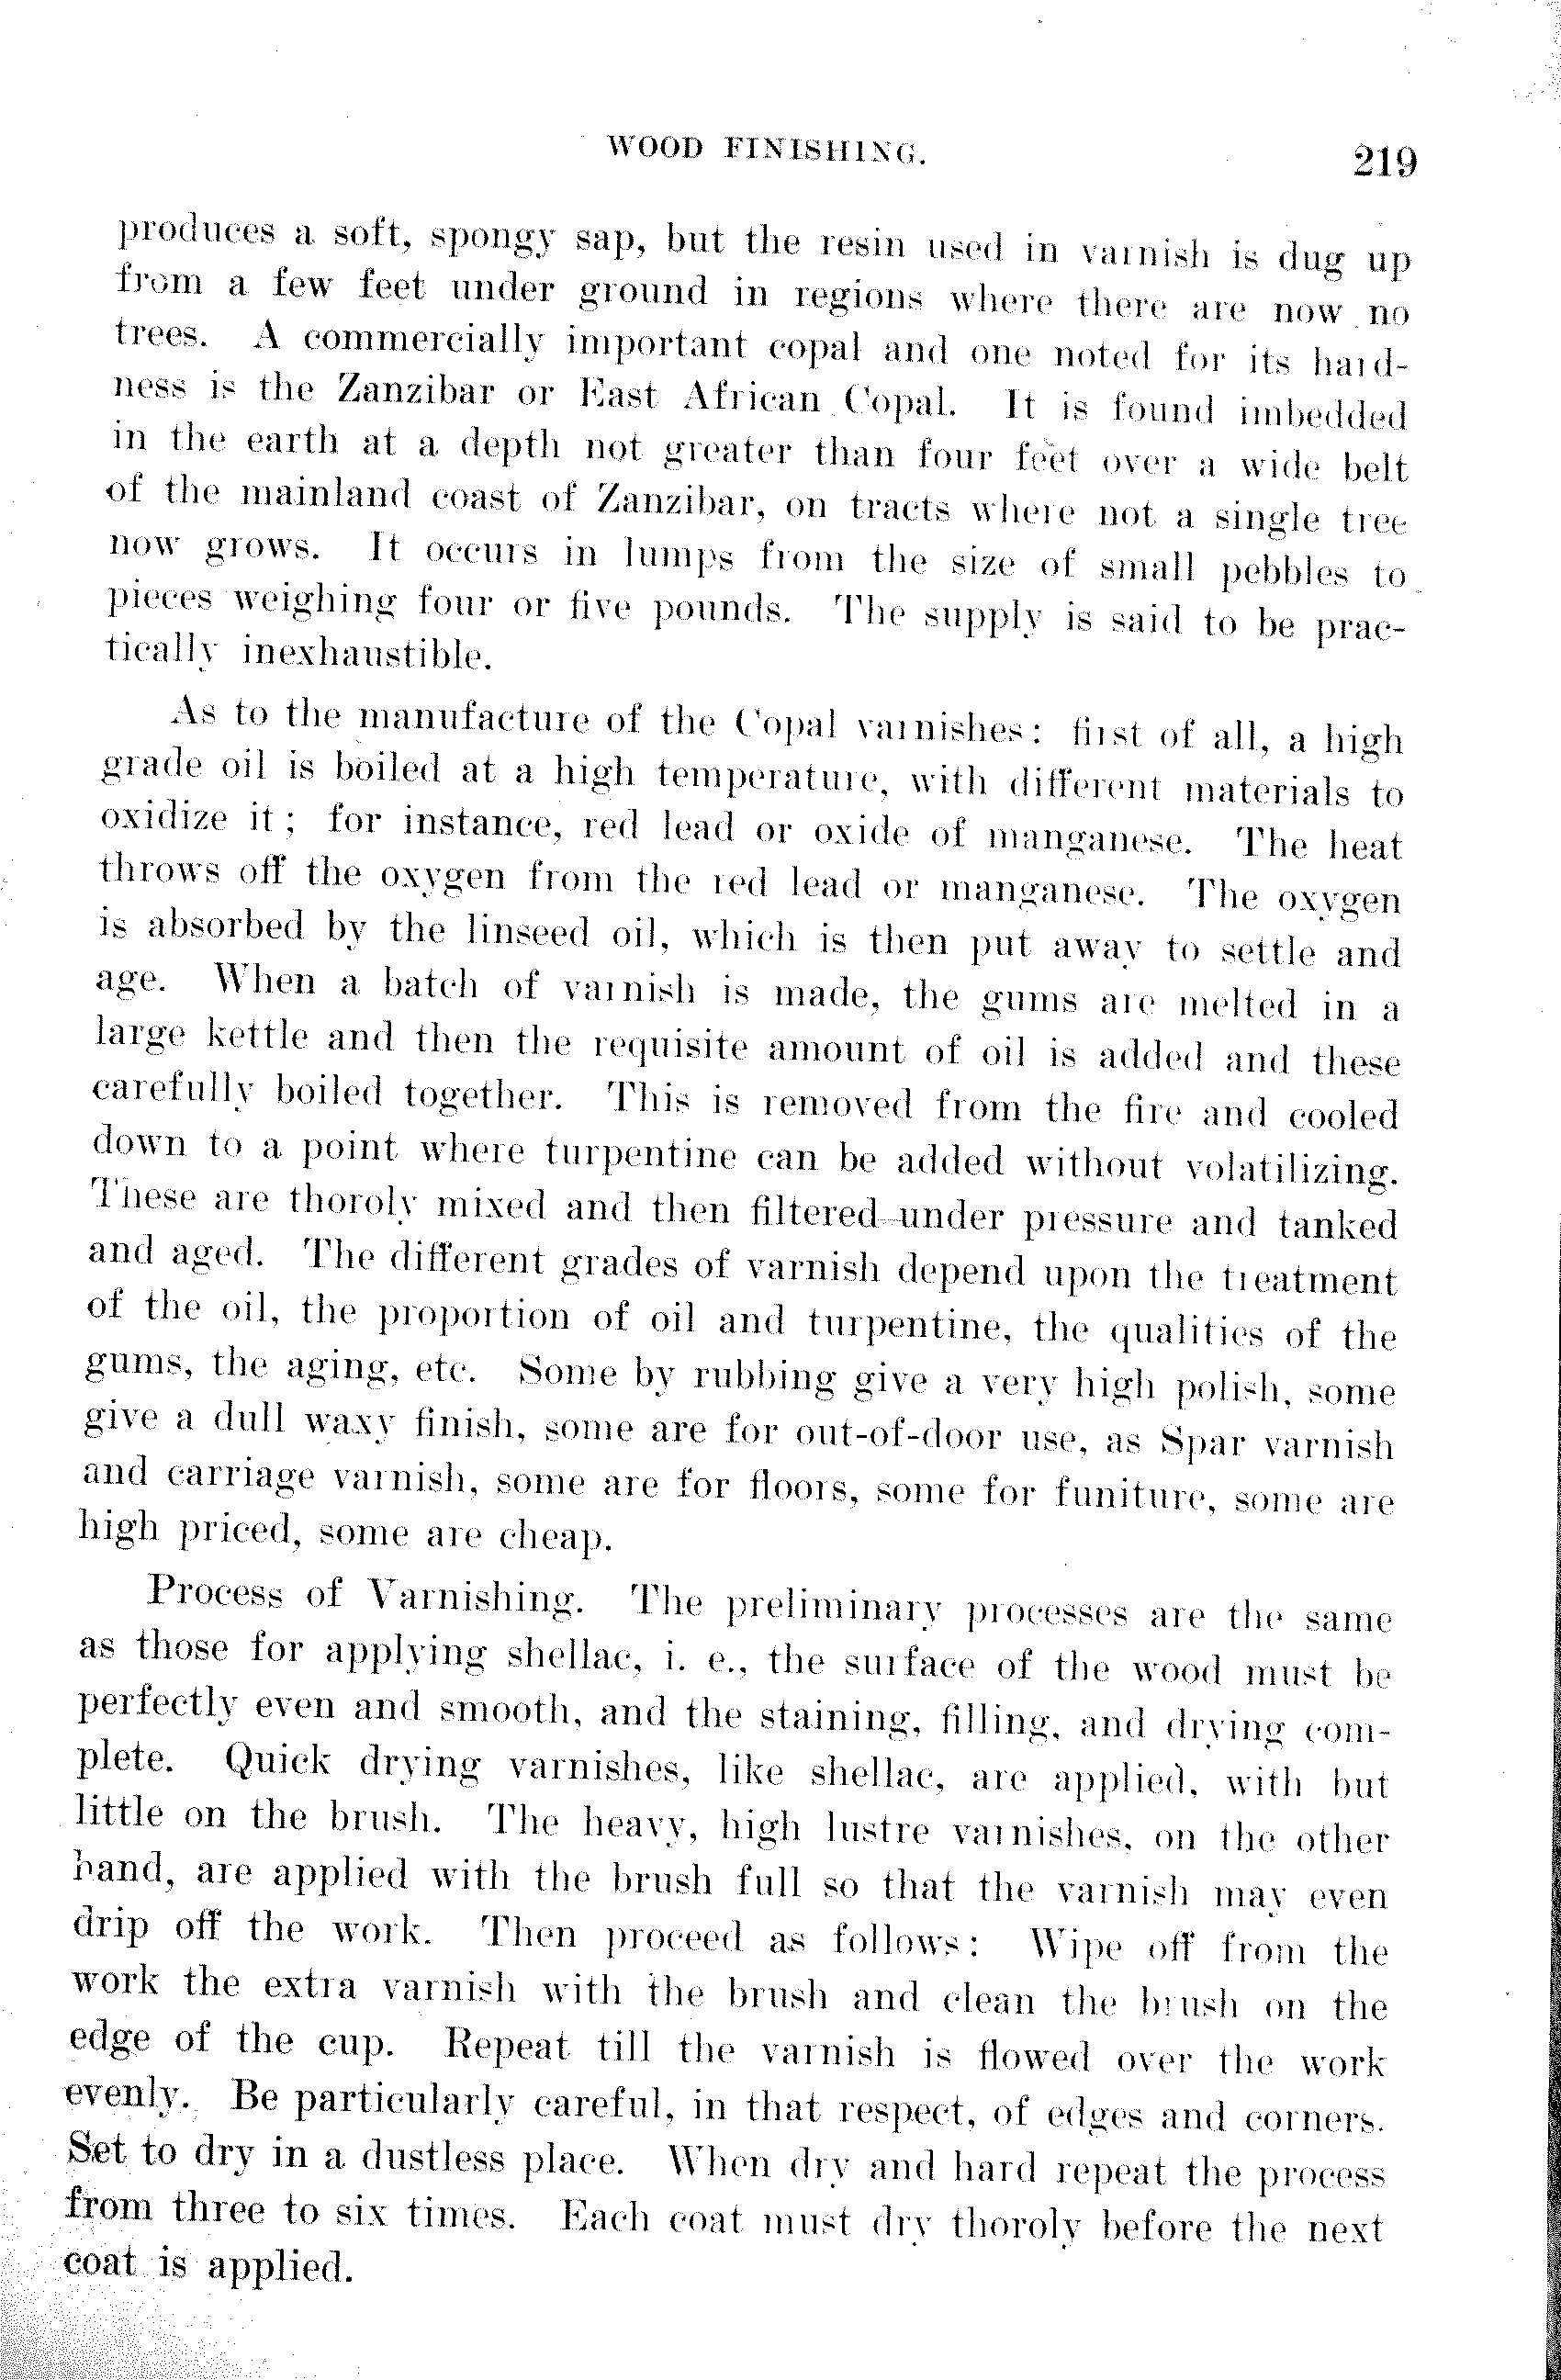 WOOD FINISHING.
219
produces a soft, spongy sap, but the resin used in varnish is dug up
from a few feet under ground in regions where there are now no
trees. A commercially important copal and one noted for its hard-
ness is the Zanzibar or East African Copal. It is found imbedded
in the earth at a depth not greater than four feet over a wide belt
of the mainland coast of Zanzibar, on tracts where not a single tree
now grows. It occurs in lumps from the size of small pebbles to
pieces weighing four or five pounds. The supply is said to be prac-
tically inexhaustible.
As to the manufacture of the Copal varnishes: first of all, a high
grade oil is boiled at a high temperature, with different materials to
oxidize it; for instance, red lead or oxide of manganese. The heat
throws off the oxygen from the red lead or manganese. The oxygen
is absorbed by the linseed oil, which is then put away to settle and
age. When a batch of varnish is made, the gums are melted in a
large kettle and then the requisite amount of oil is added and these
carefully boiled together. This is removed from the fire and cooled
down to a point where turpentine can be added without volatilizing.
These are thoroly mixed and then filtered under pressure and tanked
and aged. The different grades of varnish depend upon the treatment
of the oil, the proportion of oil and turpentine, the qualities of the
gums, the aging, etc. Some by rubbing give a very high polish, some
give a dull waxy finish, some are for out-of-door use, as Spar varnish
and carriage varnish, some are for floors, some for funiture, some are
high priced, some are cheap.
Process of Varnishing. The preliminary processes are the same
as those for applying shellac, i. e., the surface of the wood must be
perfectly even and smooth, and the staining, filling, and drying com-
plete. Quick drying varnishes, like shellac, are applied, with but
little on the brush. The heavy, high lustre varnishes, on the other
hand, are applied with the brush full so that the varnish may even
drip off the work. Then proceed as follows: Wipe off from the
work the extra varnish with the brush and clean the brush on the
edge of the cup. Repeat till the varnish is flowed over the work
evenly. Be particularly careful, in that respect, of edges and corners.
Set to dry in a dustless place. When dry and hard repeat the process
from three to six times. Each coat must dry thoroly before the next
coat is applied.